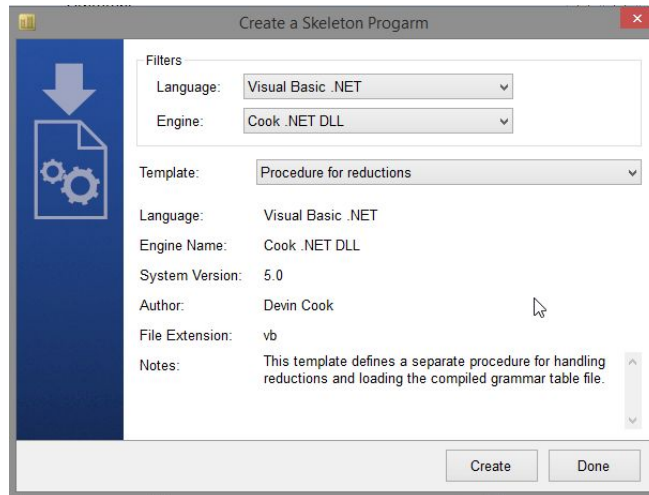 Create a Skeleton Progarm
Filters
Language: Visual Basic .NET
Engine: Cook .NET DLL
Template: Procedure for reductions
Language: Visual Basic .NET
Engine Name: Cook .NET DLL
System Version: 5.0
Author: Devin Cook
File Extension: vb
Notes: This template defines a separate procedure for handling
reductions and loading the compiled grammar table file.
Create Done